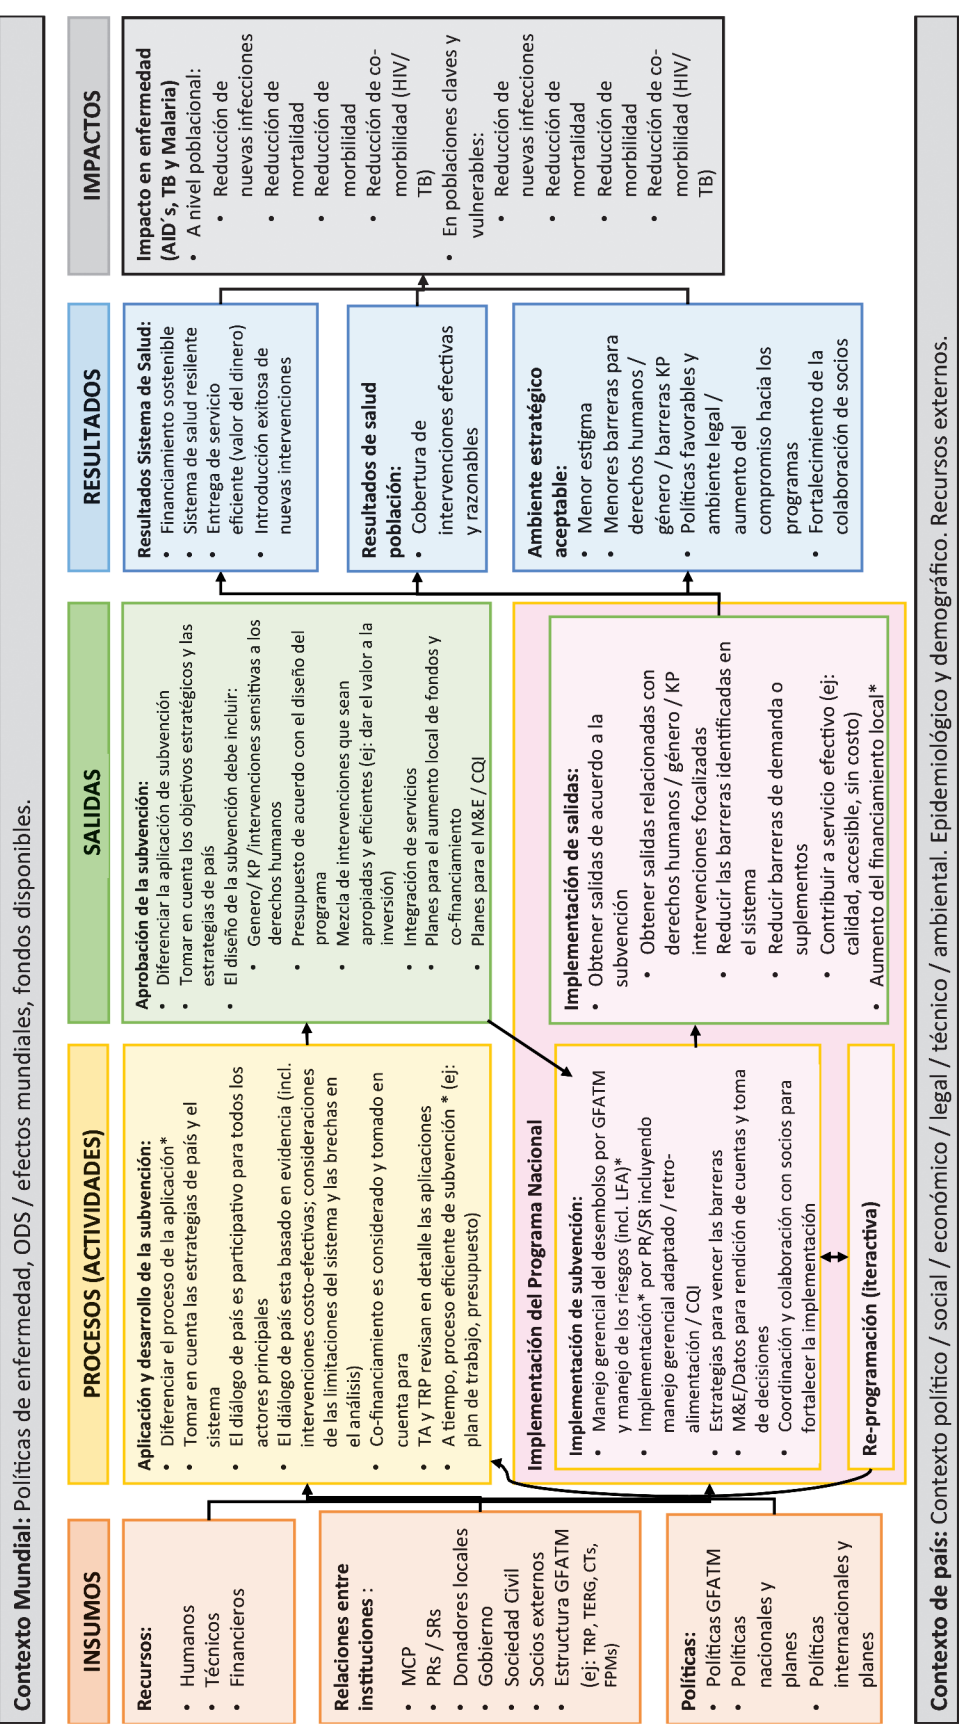 Contexto Mundial: Políticas de enfermedad, ODS / efectos mundiales, fondos disponibles.
INSUMOS
Recursos:
• Humanos
• Técnicos
• Financieros
Relaciones entre
instituciones :
• MCP
• PRs / SRs
• Donadores locales
• Gobierno
• Sociedad Civil
• Socios externos
• Estructura GFATM
(ej: TRP, TERG, CTs,
FPMs)
Políticas:
• Políticas GFATM
• Políticas
nacionales y
planes
• Políticas
internacionales y
planes
PROCESOS (ACTIVIDADES)
Aplicación y desarrollo de la subvención:
• Diferenciar el proceso de la aplicación*
• Tomar en cuenta las estrategias de país y el
sistema
• El diálogo de país es participativo para todos los
actores principales
• El diálogo de país esta basado en evidencia (incl.
intervenciones costo-efectivas; consideraciones
de las limitaciones del sistema y las brechas en
el análisis)
• Co-financiamiento es considerado y tomado en
cuenta para
• TA y TRP revisan en detalle las aplicaciones
• A tiempo, proceso eficiente de subvención * (ej:
plan de trabajo, presupuesto)
Implementación del Programa Nacional
Implementación de subvención:
• Manejo gerencial del desembolso por GFATM
y manejo de los riesgos (incl. LFA)*
• Implementación* por PR/SR incluyendo
manejo gerencial adaptado / retro-
alimentación / CQI
• Estrategias para vencer las barreras
• M&E/Datos para rendición de cuentas y toma
de decisiones
• Coordinación y colaboración con socios para
fortalecer la implementación
Re-programación (iteractiva)
SALIDAS
Aprobación de la subvención:
• Diferenciar la aplicación de subvención
• Tomar en cuenta los objetivos estratégicos y las
estrategias de país
• El diseño de la subvención debe incluir:
• Genero/ KP /intervenciones sensitivas a los
derechos humanos
• Presupuesto de acuerdo con el diseño del
programa
• Mezcla de intervenciones que sean
apropiadas y eficientes (ej: dar el valor a la
inversión)
• Integración de servicios
• Planes para el aumento local de fondos y
co-financiamiento
• Planes para el M&E / CQI
Implementación de salidas:
• Obtener salidas de acuerdo a la
subvención
• Obtener salidas relacionadas con
derechos humanos / género / KP
intervenciones focalizadas
• Reducir las barreras identificadas en
el sistema
• Reducir barreras de demanda o
suplementos
• Contribuir a servicio efectivo (ej:
calidad, accesible, sin costo)
• Aumento del financiamiento local*
RESULTADOS
Resultados Sistema de Salud:
• Financiamiento sostenible
• Sistema de salud resilente
• Entrega de servicio
eficiente (valor del dinero)
• Introducción exitosa de
nuevas intervenciones
Resultados de salud
población:
• Cobertura de
intervenciones efectivas
y razonables
Ambiente estratégico
aceptable:
• Menor estigma
• Menores barreras para
derechos humanos /
género / barreras KP
• Políticas favorables y
ambiente legal /
aumento del
compromiso hacia los
programas
• Fortalecimiento de la
colaboración de socios
IMPACTOS
Impacto en enfermedad
(AID´s, TB y Malaria)
• A nivel poblacional:
• Reducción de
nuevas infecciones
• Reducción de
mortalidad
• Reducción de
morbilidad
• Reducción de co-
morbilidad (HIV/
TB)
• En poblaciones claves y
vulnerables:
• Reducción de
nuevas infecciones
• Reducción de
mortalidad
• Reducción de
morbilidad
• Reducción de co-
morbilidad (HIV/
TB)
Contexto de país: Contexto político / social / económico / legal / técnico / ambiental. Epidemiológico y demográfico. Recursos externos.